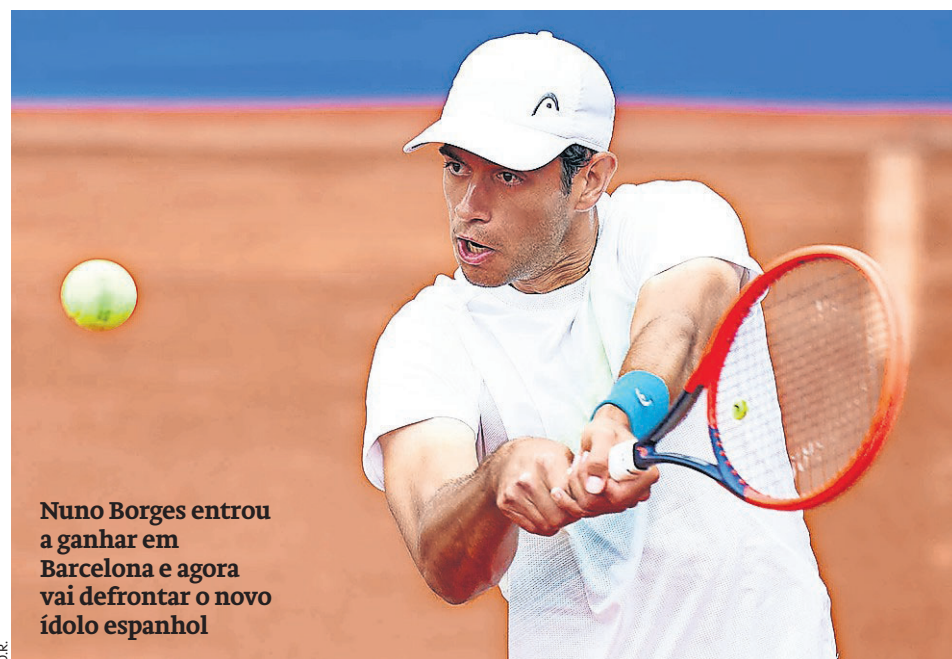 Nuno Borges entrou
a ganhar em
Barcelona e agora
vai defrontar o novo
ídolo espanhol
D.R.